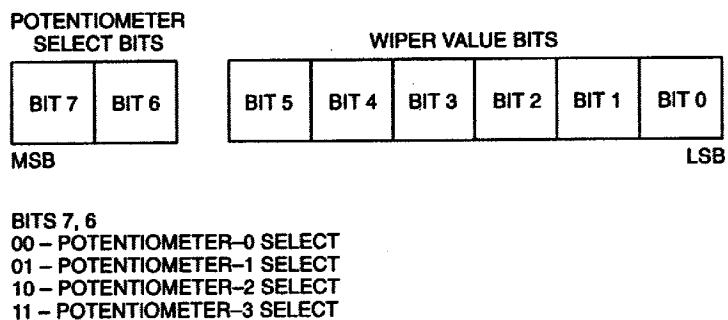 POTENTIOMETER
SELECT BITS
WIPER VALUE BITS
BIT 7 BIT 6 BIT 5 BIT 4 BIT 3 BIT 2 BIT 1 BIT 0
MSB LSB
BITS 7, 6
00 – POTENTIOMETER–0 SELECT
01 – POTENTIOMETER–1 SELECT
10 – POTENTIOMETER–2 SELECT
11 – POTENTIOMETER–3 SELECT